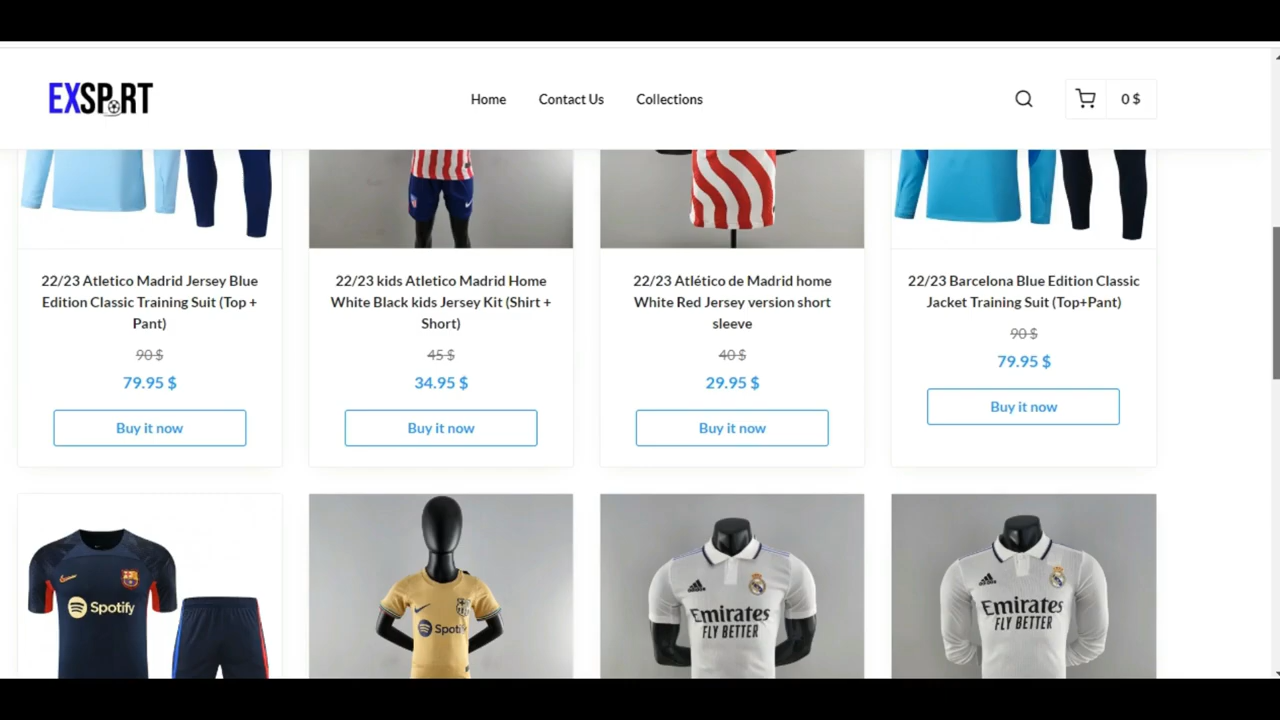 EXSPORT
Home
Contact Us
Collections
0 $
22/23 Atletico Madrid Jersey Blue
Edition Classic Training Suit (Top +
Pant)
90 $
79.95 $
Buy it now
22/23 kids Atletico Madrid Home
White Black kids Jersey Kit (Shirt +
Short)
45 $
34.95 $
Buy it now
22/23 Atlético de Madrid home
White Red Jersey version short
sleeve
40 $
29.95 $
Buy it now
22/23 Barcelona Blue Edition Classic
Jacket Training Suit (Top+Pant)
90 $
79.95 $
Buy it now
Spotify
Spotify
Emirates
FLY BETTER
Emirates
FLY BETTER